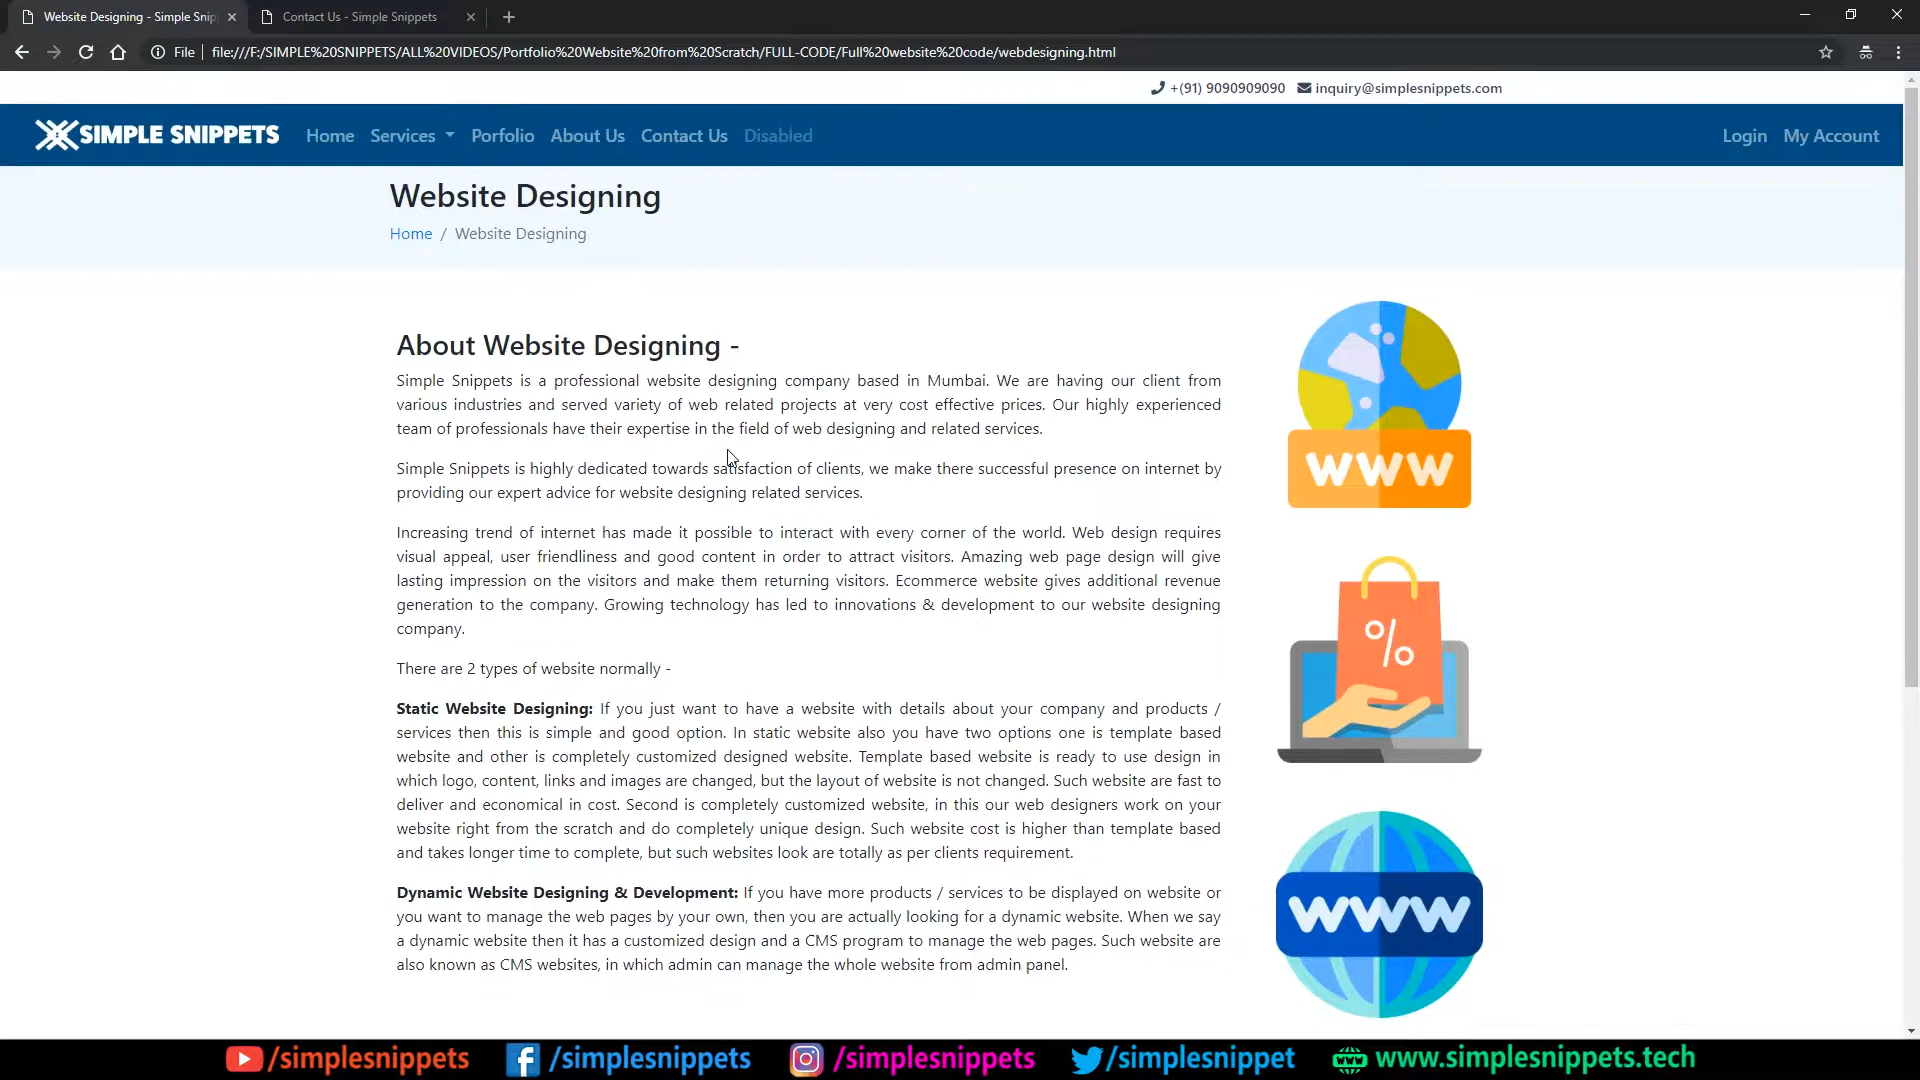 Website Designing - Simple Snip
Contact Us - Simple Snippets
File
file:///F:/SIMPLE%20SNIPPETS/ALL%20VIDEOS/Portfolio%20Website%20from%20Scratch/FULL-CODE/Full%20website%20code/webdesigning.html
+(91) 9090909090 inquiry@simplesnippets.com
SIMPLE SNIPPETS Home Services Porfolio About Us Contact Us Disabled Login My Account
Website Designing
Home / Website Designing
About Website Designing -
Simple Snippets is a professional website designing company based in Mumbai. We are having our client from
various industries and served variety of web related projects at very cost effective prices. Our highly experienced
team of professionals have their expertise in the field of web designing and related services.
Simple Snippets is highly dedicated towards satisfaction of clients, we make there successful presence on internet by
providing our expert advice for website designing related services.
Increasing trend of internet has made it possible to interact with every corner of the world. Web design requires
visual appeal, user friendliness and good content in order to attract visitors. Amazing web page design will give
lasting impression on the visitors and make them returning visitors. Ecommerce website gives additional revenue
generation to the company. Growing technology has led to innovations & development to our website designing
company.
There are 2 types of website normally -
Static Website Designing: If you just want to have a website with details about your company and products /
services then this is simple and good option. In static website also you have two options one is template based
website and other is completely customized designed website. Template based website is ready to use design in
which logo, content, links and images are changed, but the layout of website is not changed. Such website are fast to
deliver and economical in cost. Second is completely customized website, in this our web designers work on your
website right from the scratch and do completely unique design. Such website cost is higher than template based
and takes longer time to complete, but such websites look are totally as per clients requirement.
Dynamic Website Designing & Development: If you have more products / services to be displayed on website or
you want to manage the web pages by your own, then you are actually looking for a dynamic website. When we say
a dynamic website then it has a customized design and a CMS program to manage the web pages. Such website are
also known as CMS websites, in which admin can manage the whole website from admin panel.
WWW
%
WWW
/simplesnippets /simplesnippets /simplesnippets /simplesnippet www www.simplesnippets.tech